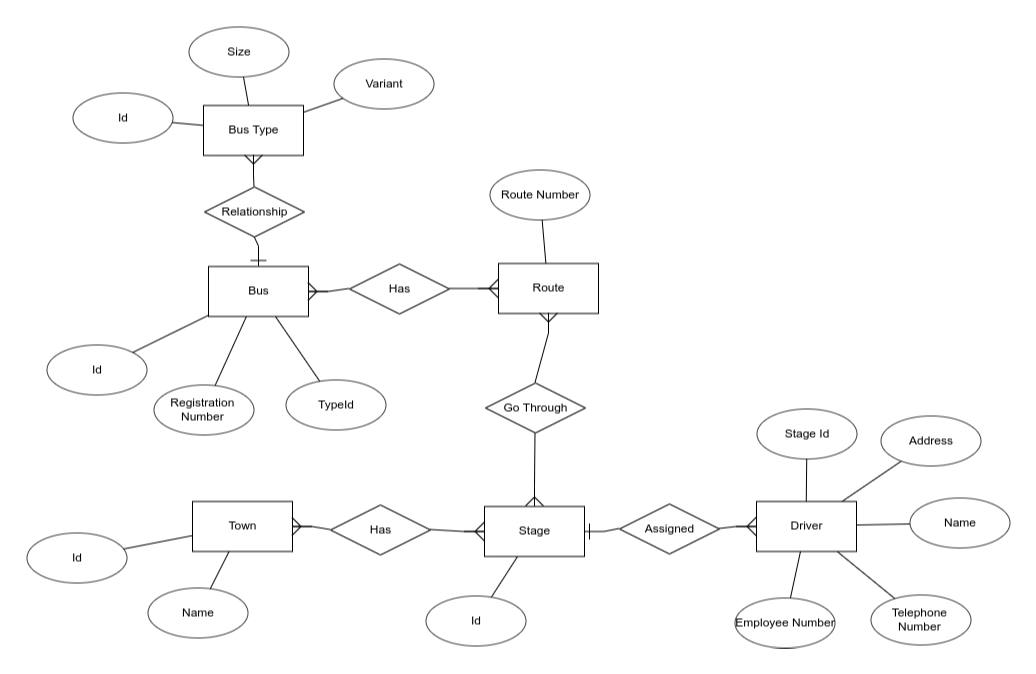 Size
Variant
Id
Bus Type
Route Number
Relationship
Bus
Has
Route
Id
Registration
Number
TypeId
Go Through
Stage Id
Address
Town
Has
Stage
Assigned
Driver
Name
Id
Name
Id
Employee Number
Telephone
Number